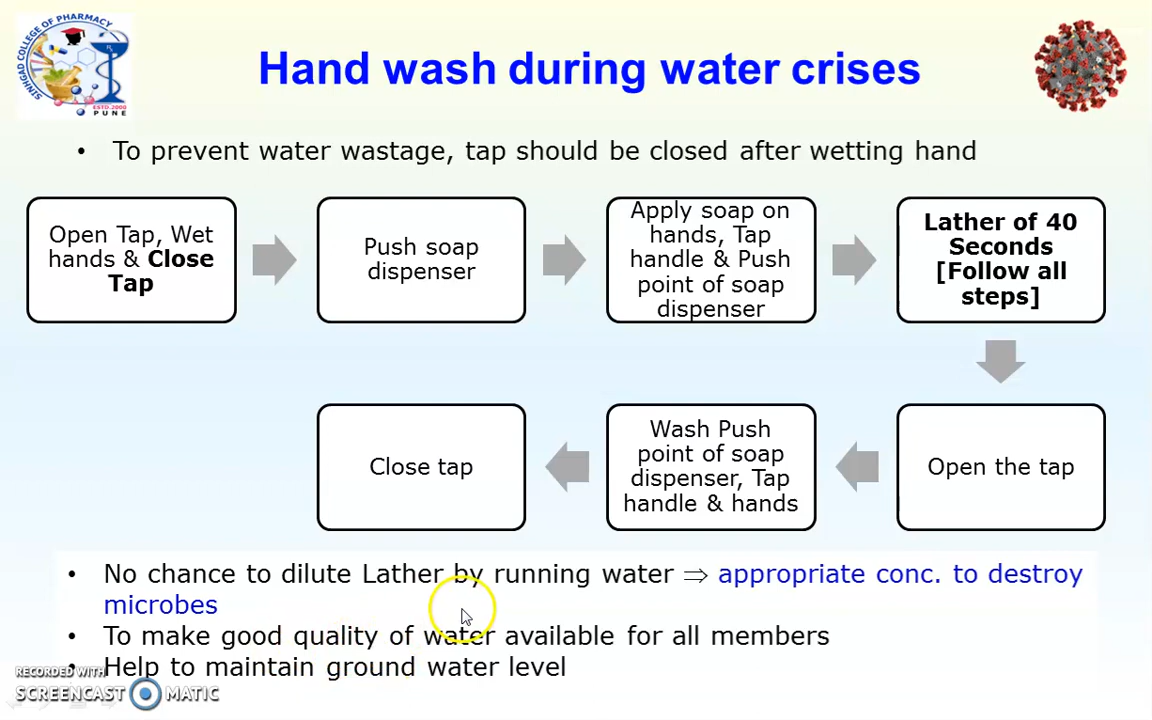 SINHGAD COLLEGE OF PHARMACY
ESTD.2000
PUNE
Hand wash during water crises
• To prevent water wastage, tap should be closed after wetting hand
Open Tap, Wet
hands & Close
Tap
Push soap
dispenser
Apply soap on
hands, Tap
handle & Push
point of soap
dispenser
Lather of 40
Seconds
[Follow all
steps]
Open the tap
Wash Push
point of soap
dispenser, Tap
handle & hands
Close tap
• No chance to dilute Lather by running water ⇒ appropriate conc. to destroy
microbes
• To make good quality of water available for all members
• Help to maintain ground water level
RECORDED WITH
SCREENCAST MATIC